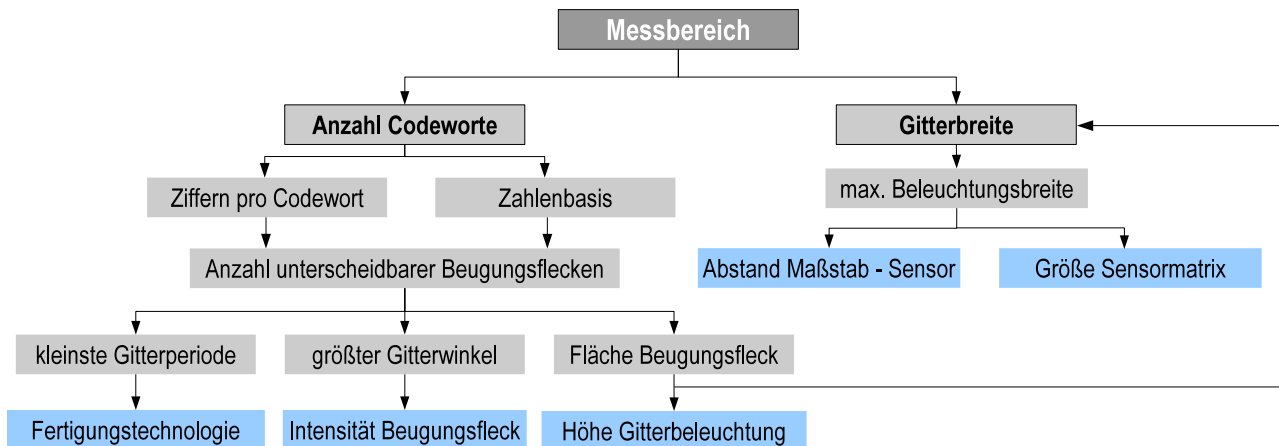 Messbereich
Anzahl Codeworte
Gitterbreite
Ziffern pro Codewort
Zahlenbasis
max. Beleuchtungsbreite
Anzahl unterscheidbarer Beugungsflecken
Abstand Maßstab - Sensor
Größe Sensormatrix
kleinste Gitterperiode
größter Gitterwinkel
Fläche Beugungsfleck
Fertigungstechnologie
Intensität Beugungsfleck
Höhe Gitterbeleuchtung